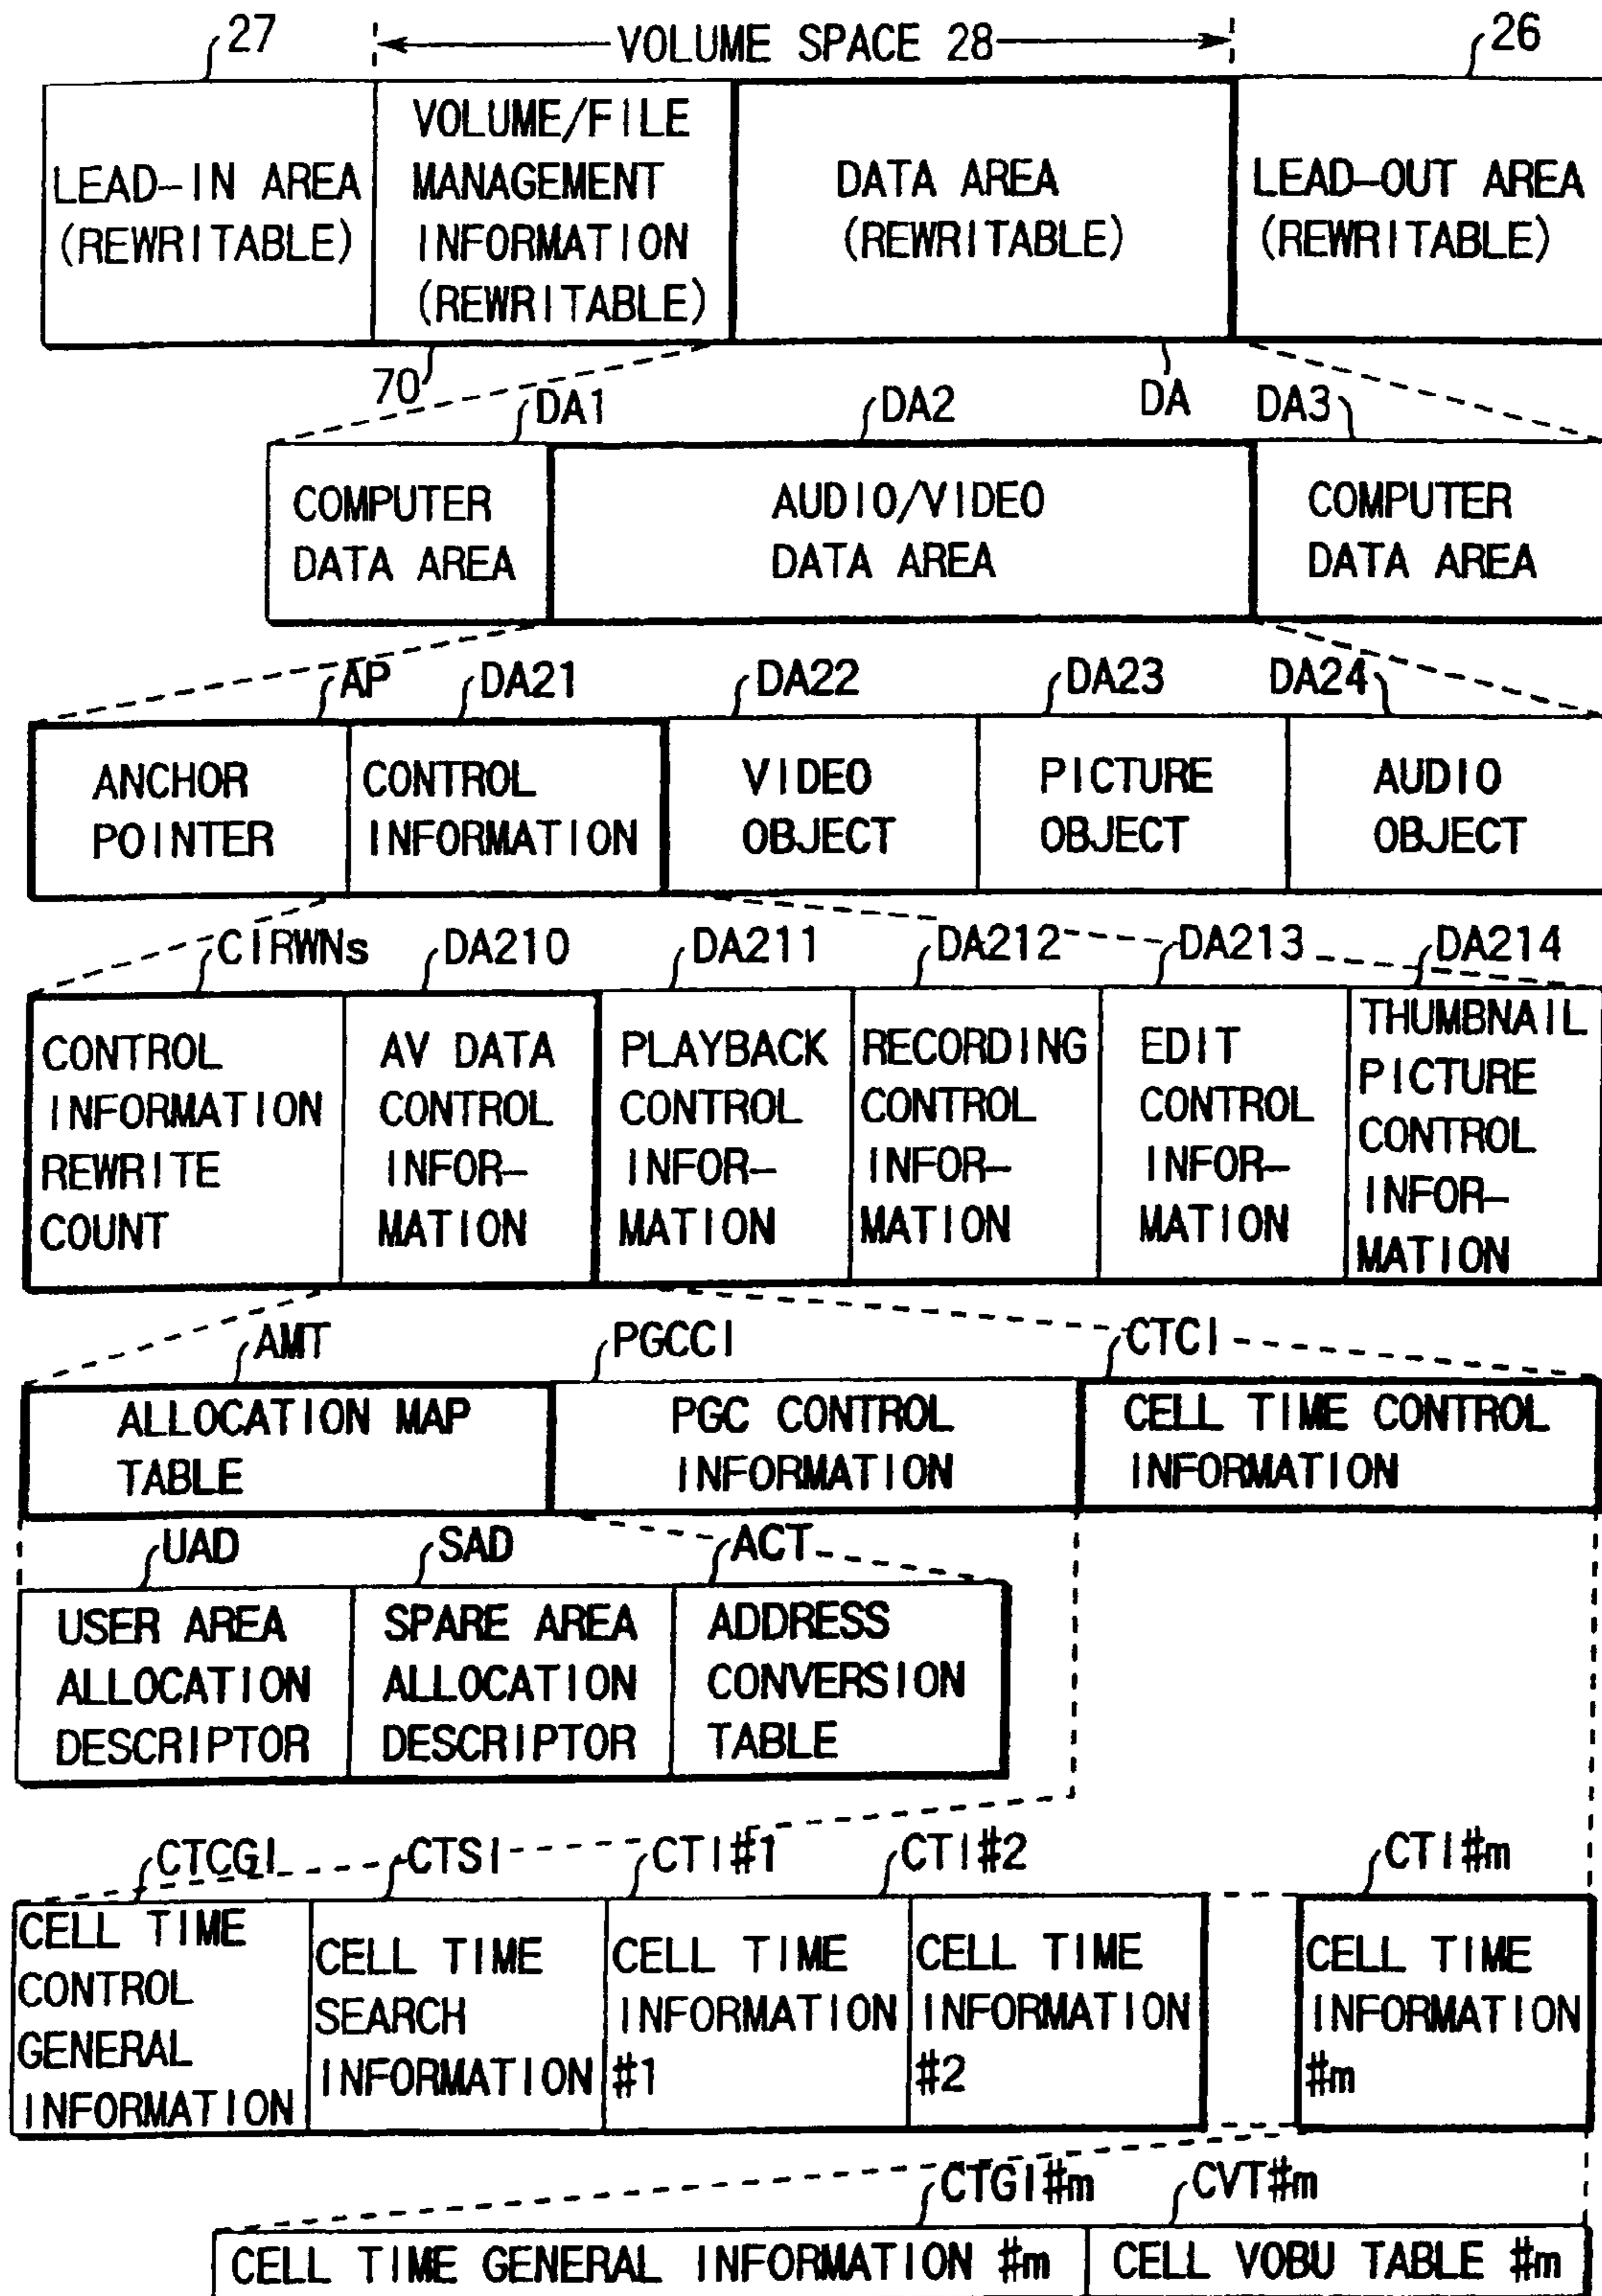 27
VOLUME SPACE 28
26
LEAD-IN AREA
(REWRITABLE)
VOLUME/FILE
MANAGEMENT
INFORMATION
(REWRITABLE)
DATA AREA
(REWRITABLE)
LEAD-OUT AREA
(REWRITABLE)
70
DA1
DA2
DA
DA3
COMPUTER
DATA AREA
AUDIO/VIDEO
DATA AREA
COMPUTER
DATA AREA
AP
DA21
DA22
DA23
DA24
ANCHOR
POINTER
CONTROL
INFORMATION
VIDEO
OBJECT
PICTURE
OBJECT
AUDIO
OBJECT
CIRWNs
DA210
DA211
DA212
DA213
DA214
CONTROL
INFORMATION
REWRITE
COUNT
AV DATA
CONTROL
INFOR-
MATION
PLAYBACK
CONTROL
INFOR-
MATION
RECORDING
CONTROL
INFOR-
MATION
EDIT
CONTROL
INFOR-
MATION
THUMBNAIL
PICTURE
CONTROL
INFOR-
MATION
AMT
PGCCI
CTCI
ALLOCATION MAP
TABLE
PGC CONTROL
INFORMATION
CELL TIME CONTROL
INFORMATION
UAD
SAD
ACT
USER AREA
ALLOCATION
DESCRIPTOR
SPARE AREA
ALLOCATION
DESCRIPTOR
ADDRESS
CONVERSION
TABLE
CTCGI
CTSI
CTI#1
CTI#2
CTI#m
CELL TIME
CONTROL
GENERAL
INFORMATION
CELL TIME
SEARCH
INFORMATION
CELL TIME
INFORMATION
#1
CELL TIME
INFORMATION
#2
CELL TIME
INFORMATION
#m
CTGI#m
CVT#m
CELL TIME GENERAL INFORMATION #m
CELL VOBU TABLE #m